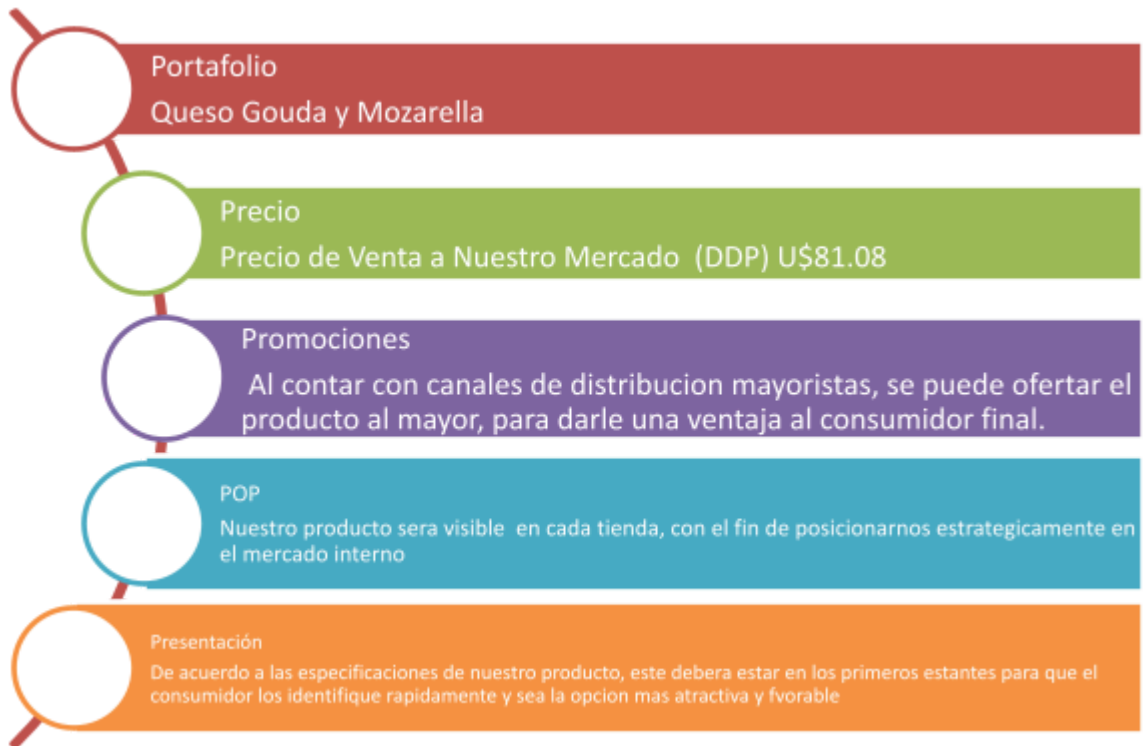 Portafolio
Queso Gouda y Mozarella
Precio
Precio de Venta a Nuestro Mercado  (DDP) U$81.08
Promociones
Al contar con canales de distribucion mayoristas, se puede ofertar el
producto al mayor, para darle una ventaja al consumidor final.
POP
Nuestro producto sera visible  en cada tienda, con el fin de posicionarnos estrategicamente en
el mercado interno
Presentación
De acuerdo a las especificaciones de nuestro producto, este debera estar en los primeros estantes para que el
consumidor los identifique rapidamente y sea la opcion mas atractiva y fvorable